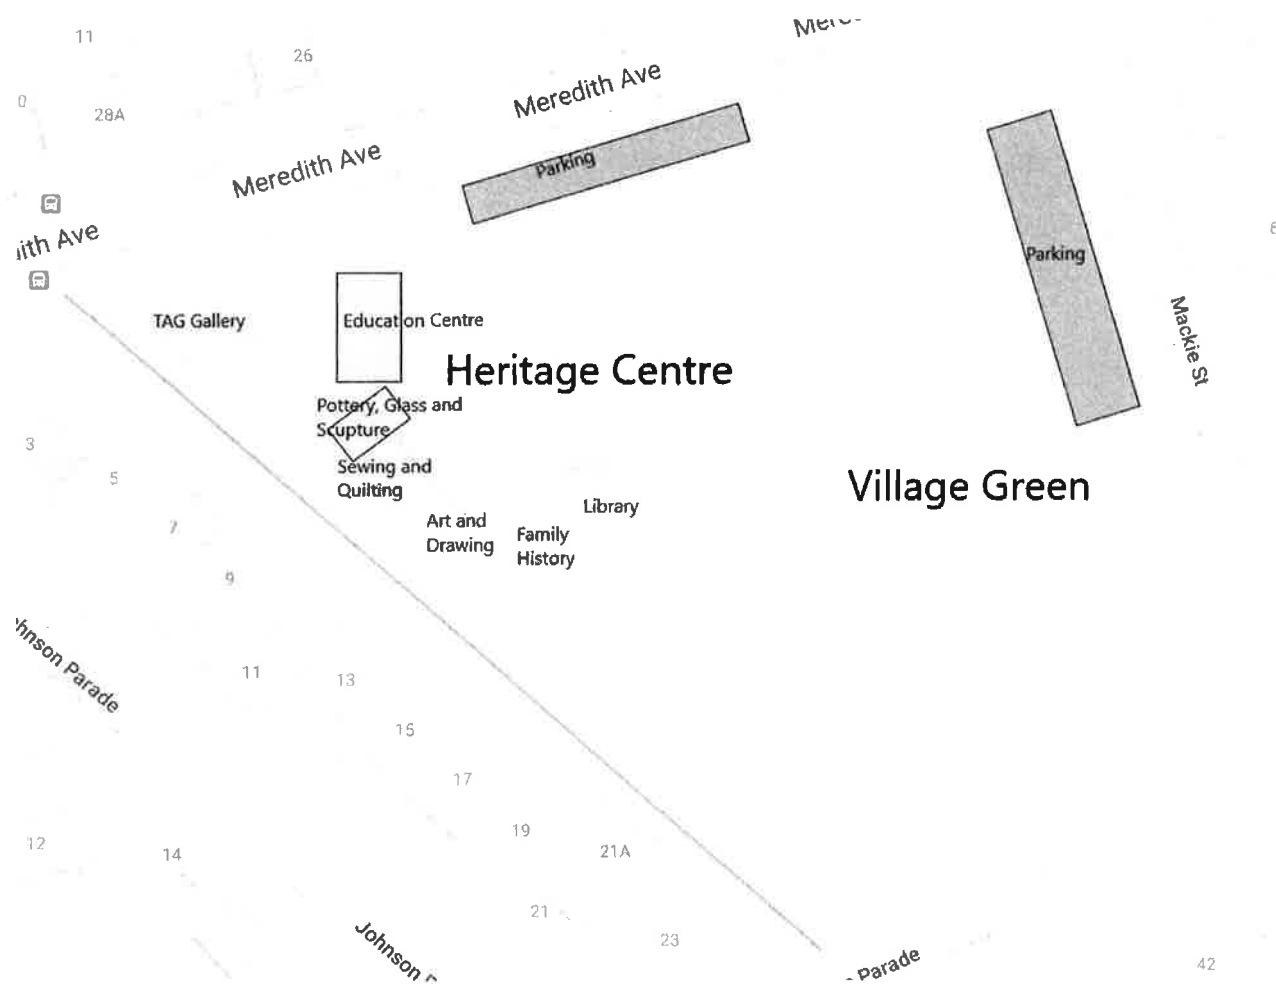 11
26
28A
Meredith Ave
Meredith Ave
Parking
ith Ave
TAG Gallery
Education Centre
Heritage Centre
Parking
Mackie St
Pottery, Glass and
Scupture
Sewing and
Quilting
Village Green
Library
Art and
Drawing
Family
History
3
5
7
9
11
13
15
17
19
21A
21
23
hnson Parade
12
14
Johnson
Parade
42